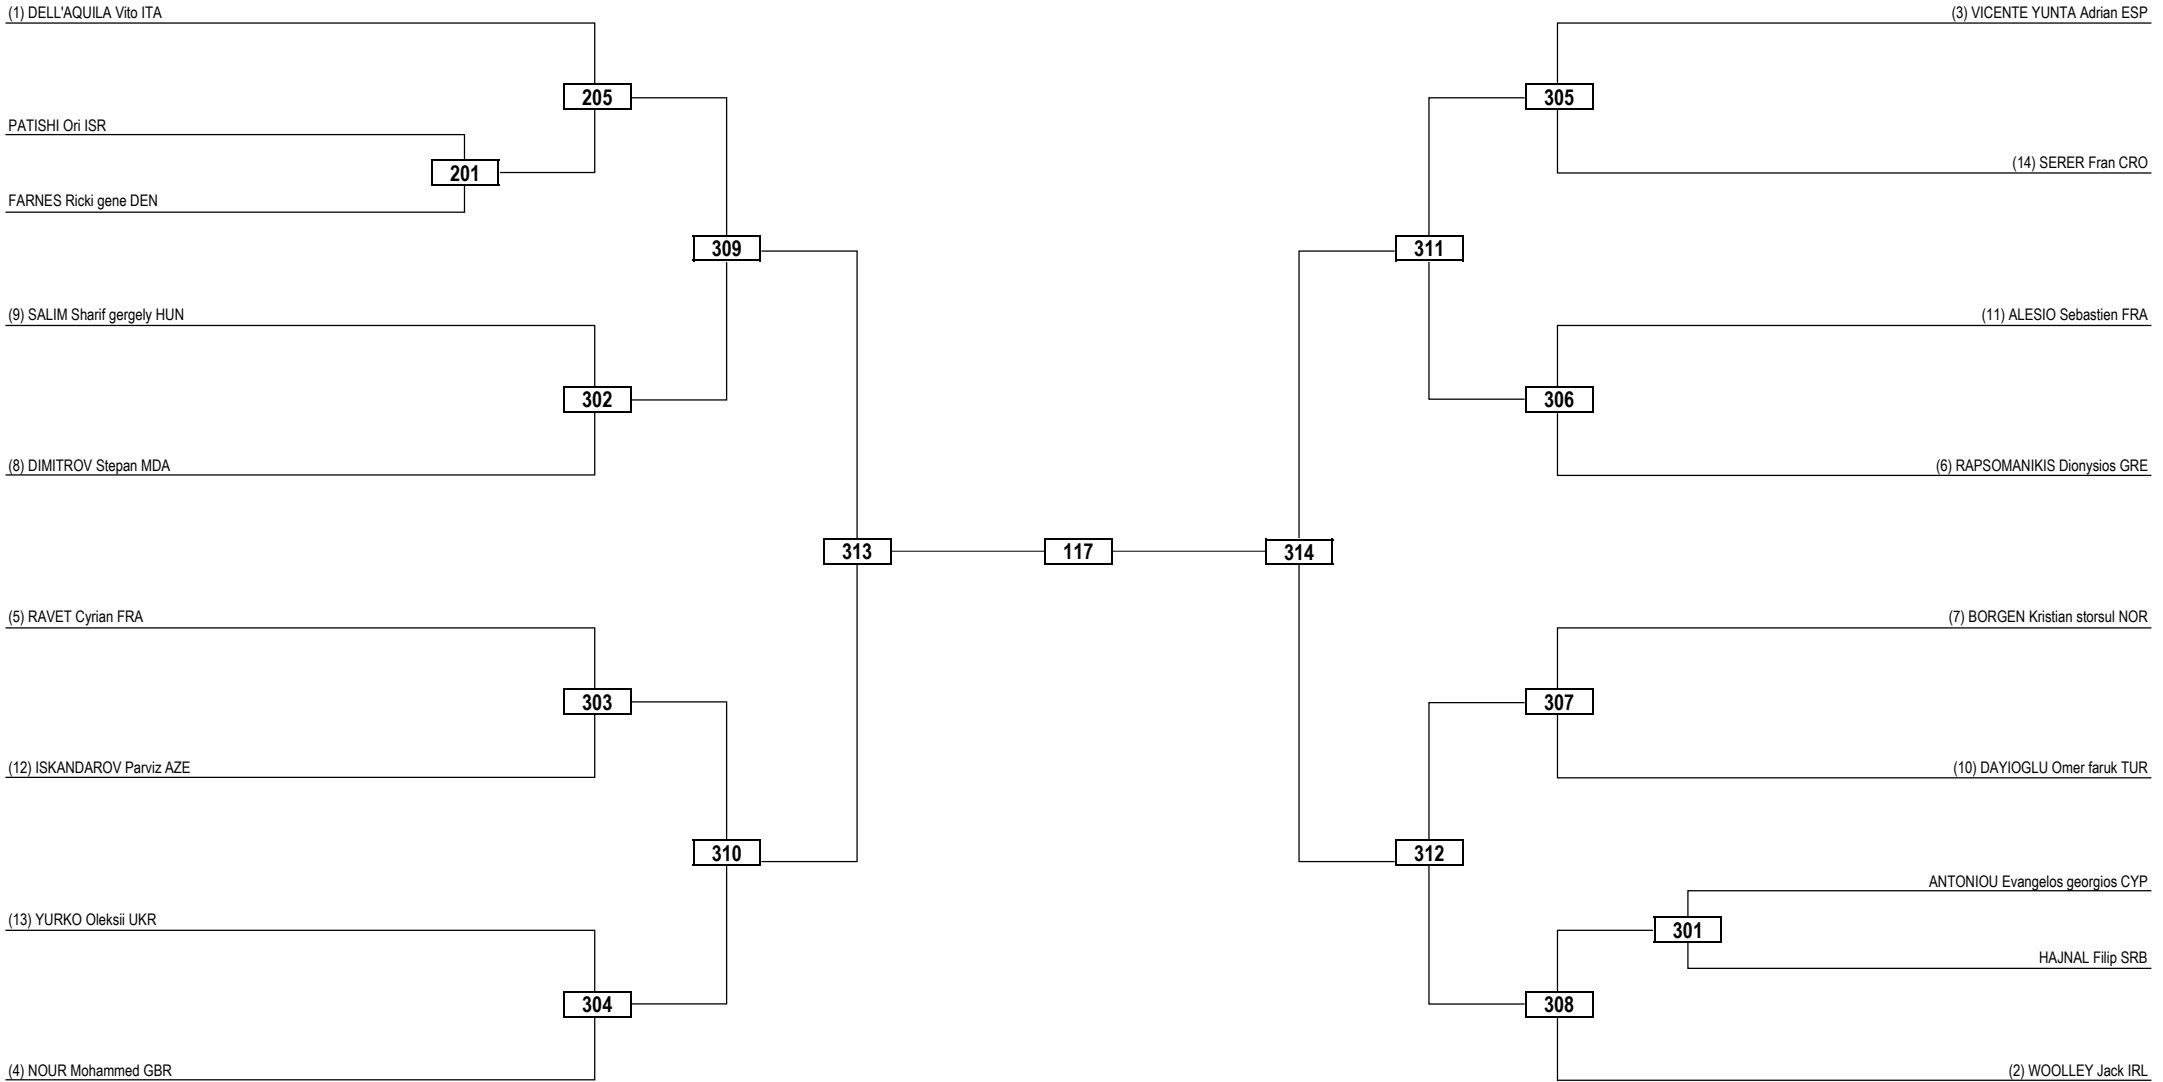 (1) DELL'AQUILA Vito ITA
205
PATISHI Ori ISR
201
FARNES Ricki gene DEN
309
(9) SALIM Sharif gergely HUN
302
(8) DIMITROV Stepan MDA
313
(5) RAVET Cyrian FRA
303
(12) ISKANDAROV Parviz AZE
310
(13) YURKO Oleksii UKR
304
(4) NOUR Mohammed GBR
117
(3) VICENTE YUNTA Adrian ESP
305
(14) SERER Fran CRO
311
(11) ALESIO Sebastien FRA
306
(6) RAPSOMANIKIS Dionysios GRE
314
(7) BORGEN Kristian storsul NOR
307
(10) DAYIOGLU Omer faruk TUR
312
ANTONIOU Evangelos georgios CYP
301
HAJNAL Filip SRB
308
(2) WOOLLEY Jack IRL